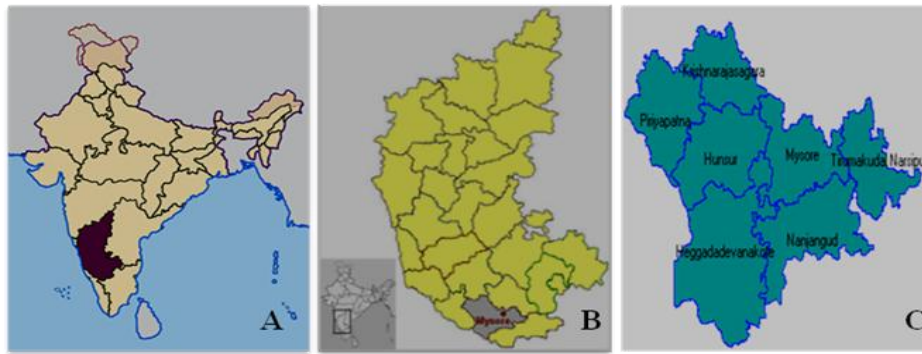 A
Mysore
B
Krishnarajasagara
Piriyapatna
Hunsur
Mysore
Tirumakudal Narsipur
Heggadadevanakote
Nanjangud
C